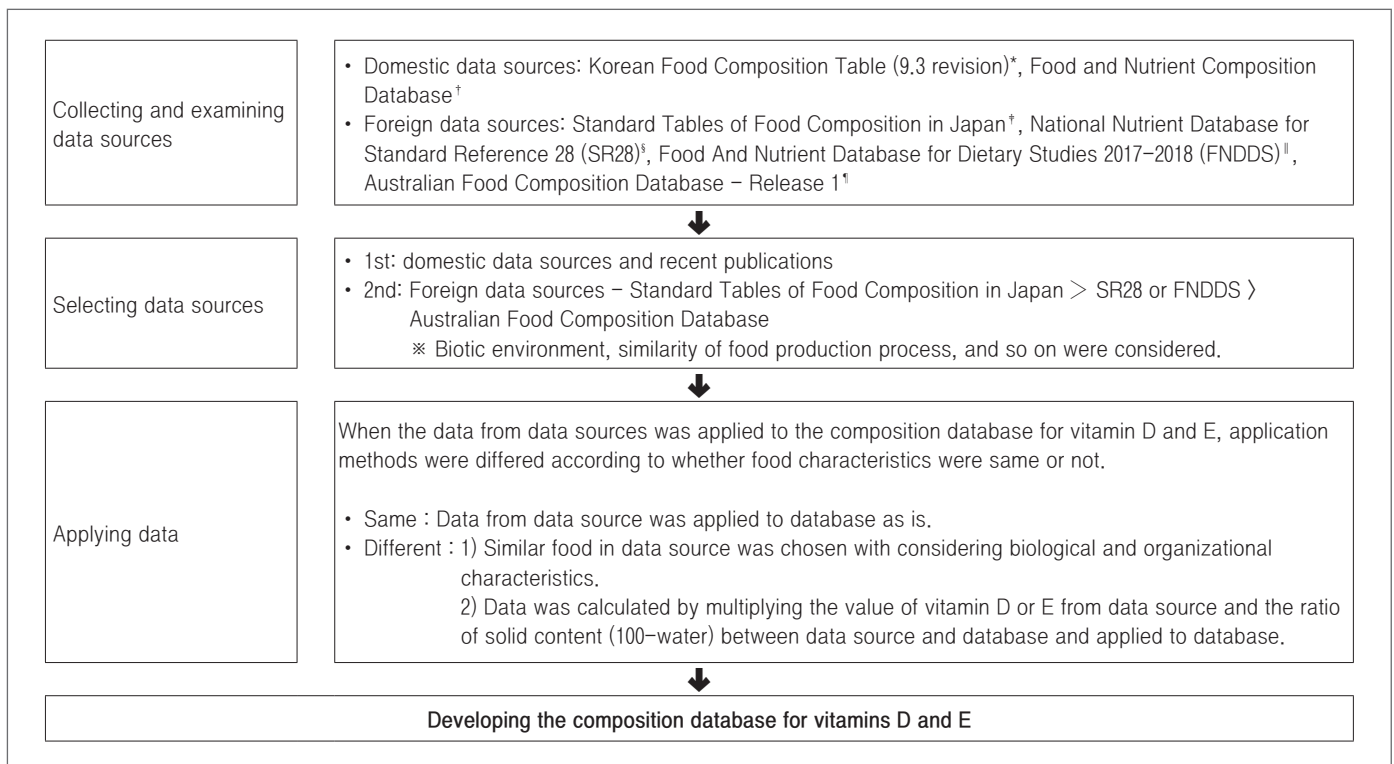 Collecting and examining
data sources
• Domestic data sources: Korean Food Composition Table (9.3 revision)*, Food and Nutrient Composition
Database†
• Foreign data sources: Standard Tables of Food Composition in Japan‡, National Nutrient Database for
Standard Reference 28 (SR28)§, Food And Nutrient Database for Dietary Studies 2017-2018 (FNDDS)∥,
Australian Food Composition Database - Release 1¶
Selecting data sources
• 1st: domestic data sources and recent publications
• 2nd: Foreign data sources - Standard Tables of Food Composition in Japan > SR28 or FNDDS 〉
Australian Food Composition Database
※ Biotic environment, similarity of food production process, and so on were considered.
Applying data
When the data from data sources was applied to the composition database for vitamin D and E, application
methods were differed according to whether food characteristics were same or not.
• Same : Data from data source was applied to database as is.
• Different : 1) Similar food in data source was chosen with considering biological and organizational
characteristics.
2) Data was calculated by multiplying the value of vitamin D or E from data source and the ratio
of solid content (100-water) between data source and database and applied to database.
Developing the composition database for vitamins D and E